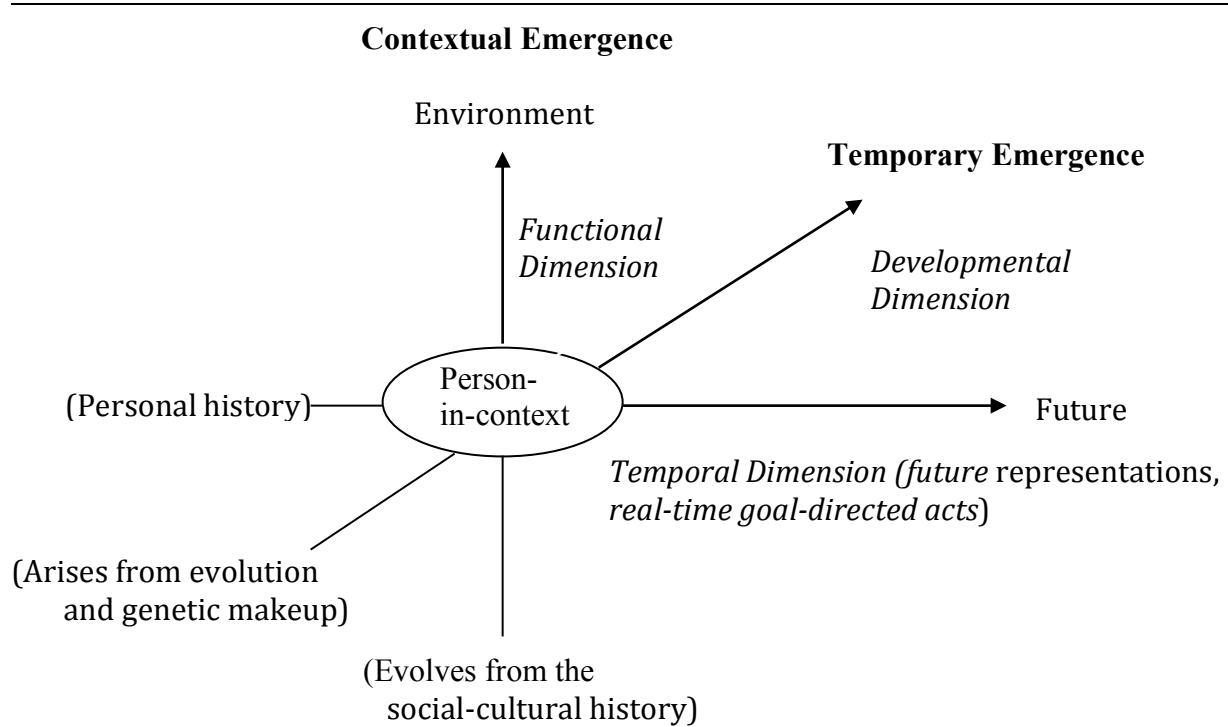 Contextual Emergence
Environment
Temporary Emergence
Functional
Dimension
Developmental
Dimension
Person-
in-context
(Personal history)
Future
Temporal Dimension (future representations,
real-time goal-directed acts)
(Arises from evolution
and genetic makeup)
(Evolves from the
social-cultural history)